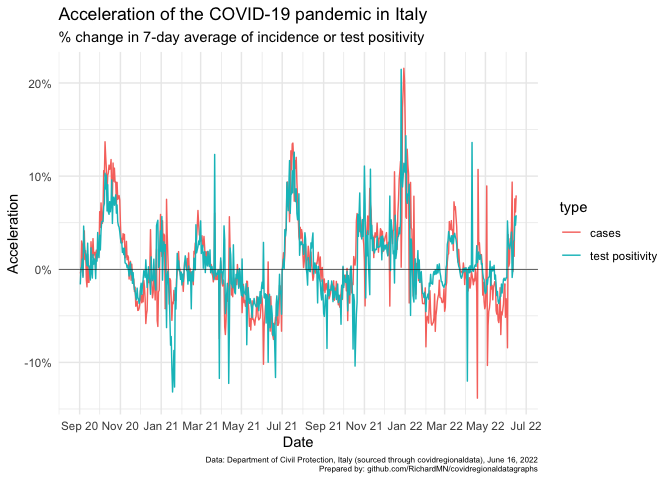 Acceleration of the COVID-19 pandemic in Italy
% change in 7-day average of incidence or test positivity
20%
10%
0%
-10%
Acceleration
Sep 20 Nov 20 Jan 21 Mar 21 May 21 Jul 21 Sep 21 Nov 21 Jan 22 Mar 22 May 22 Jul 22
Date
type
cases
test positivity
Data: Department of Civil Protection, Italy (sourced through covidregionaldata), June 16, 2022
Prepared by: github.com/RichardMN/covidregionaldatagraphs